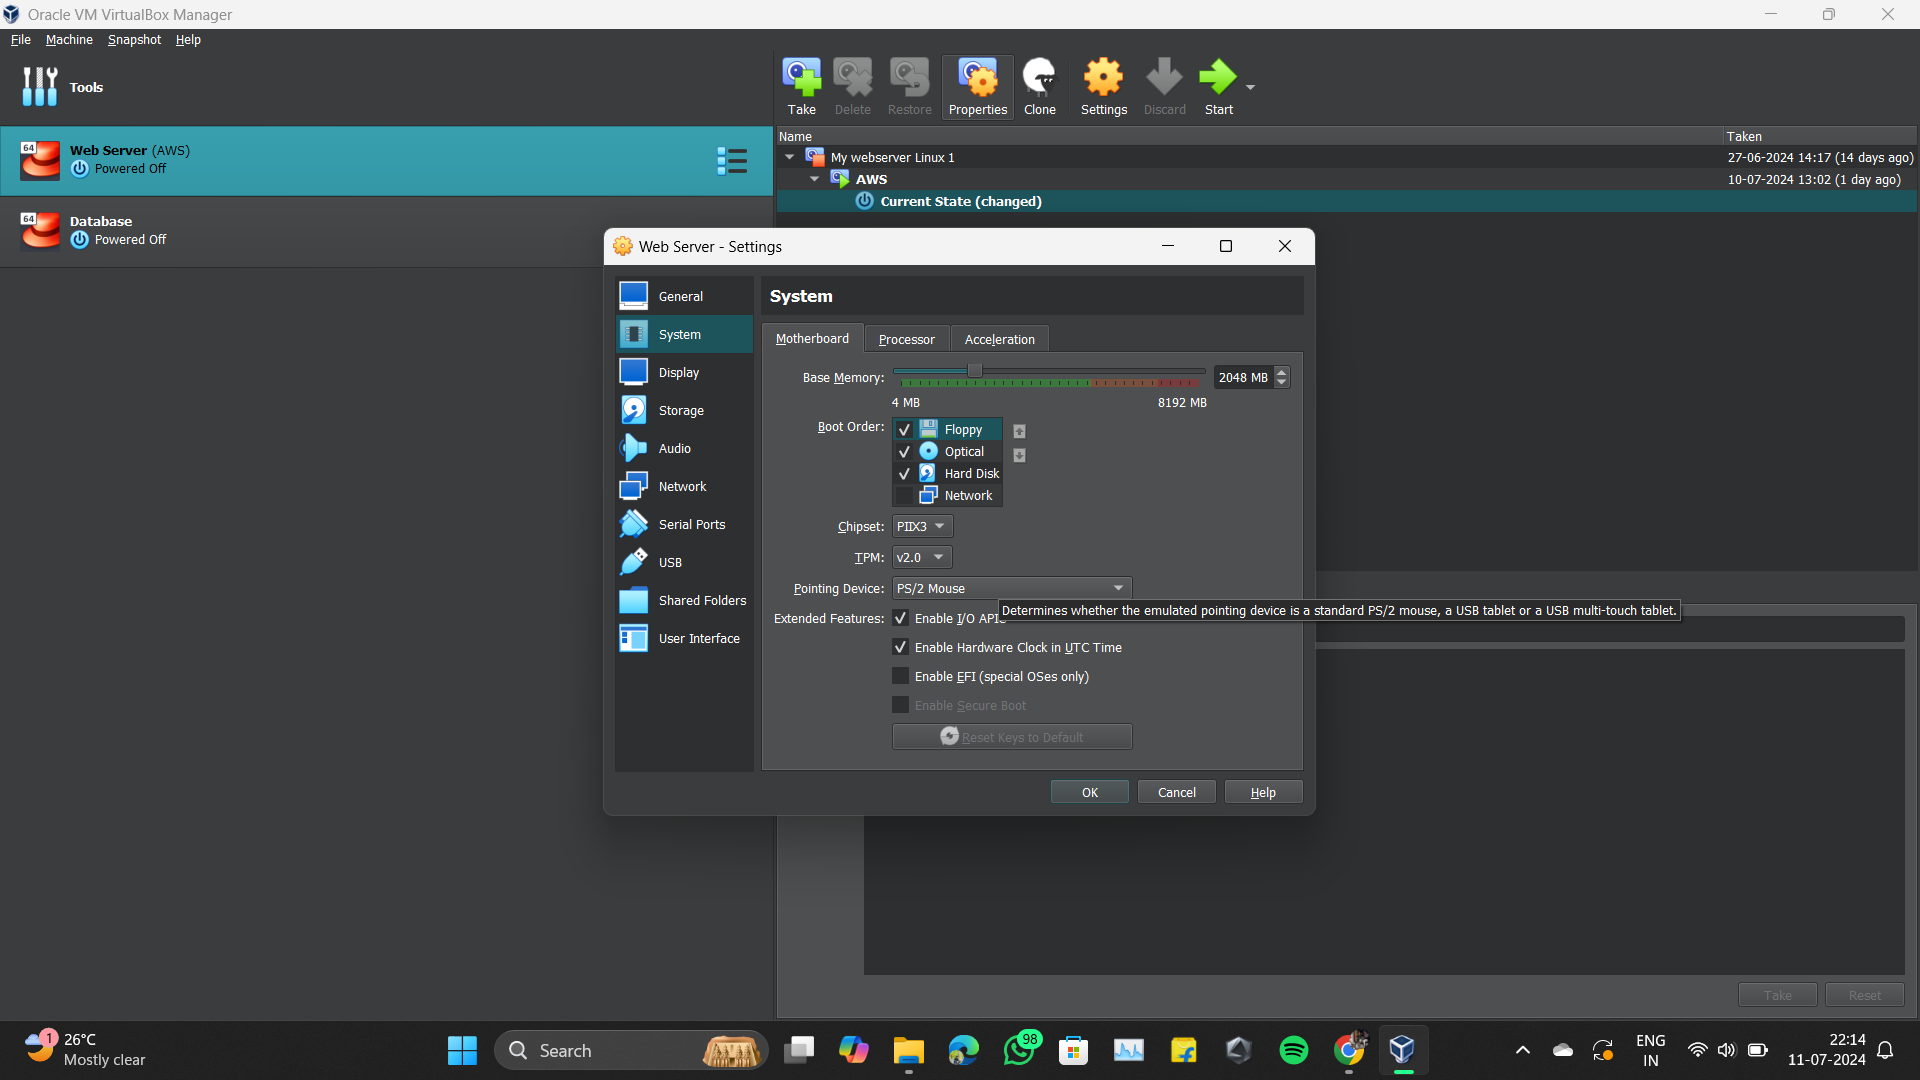 Oracle VM VirtualBox Manager
File Machine Snapshot Help
Tools
Take Delete Restore Properties Clone Settings Discard Start
64 Web Server (AWS)
Powered Off
64 Database
Powered Off
Name Taken
My webserver Linux 1 27-06-2024 14:17 (14 days ago)
AWS 10-07-2024 13:02 (1 day ago)
Current State (changed)
Web Server - Settings
General
System
Display
Storage
Audio
Network
Serial Ports
USB
Shared Folders
User Interface
System
Motherboard Processor Acceleration
Base Memory: 2048 MB
4 MB 8192 MB
Boot Order: Floppy
Optical
Hard Disk
Network
Chipset: PIIX3
TPM: v2.0
Pointing Device: PS/2 Mouse
Determines whether the emulated pointing device is a standard PS/2 mouse, a USB tablet or a USB multi-touch tablet.
Extended Features: Enable I/O APIC
Enable Hardware Clock in UTC Time
Enable EFI (special OSes only)
Enable Secure Boot
Reset Keys to Default
OK Cancel Help
Take Reset
1 26°C
Mostly clear
Search
98
ENG
IN
22:14
11-07-2024